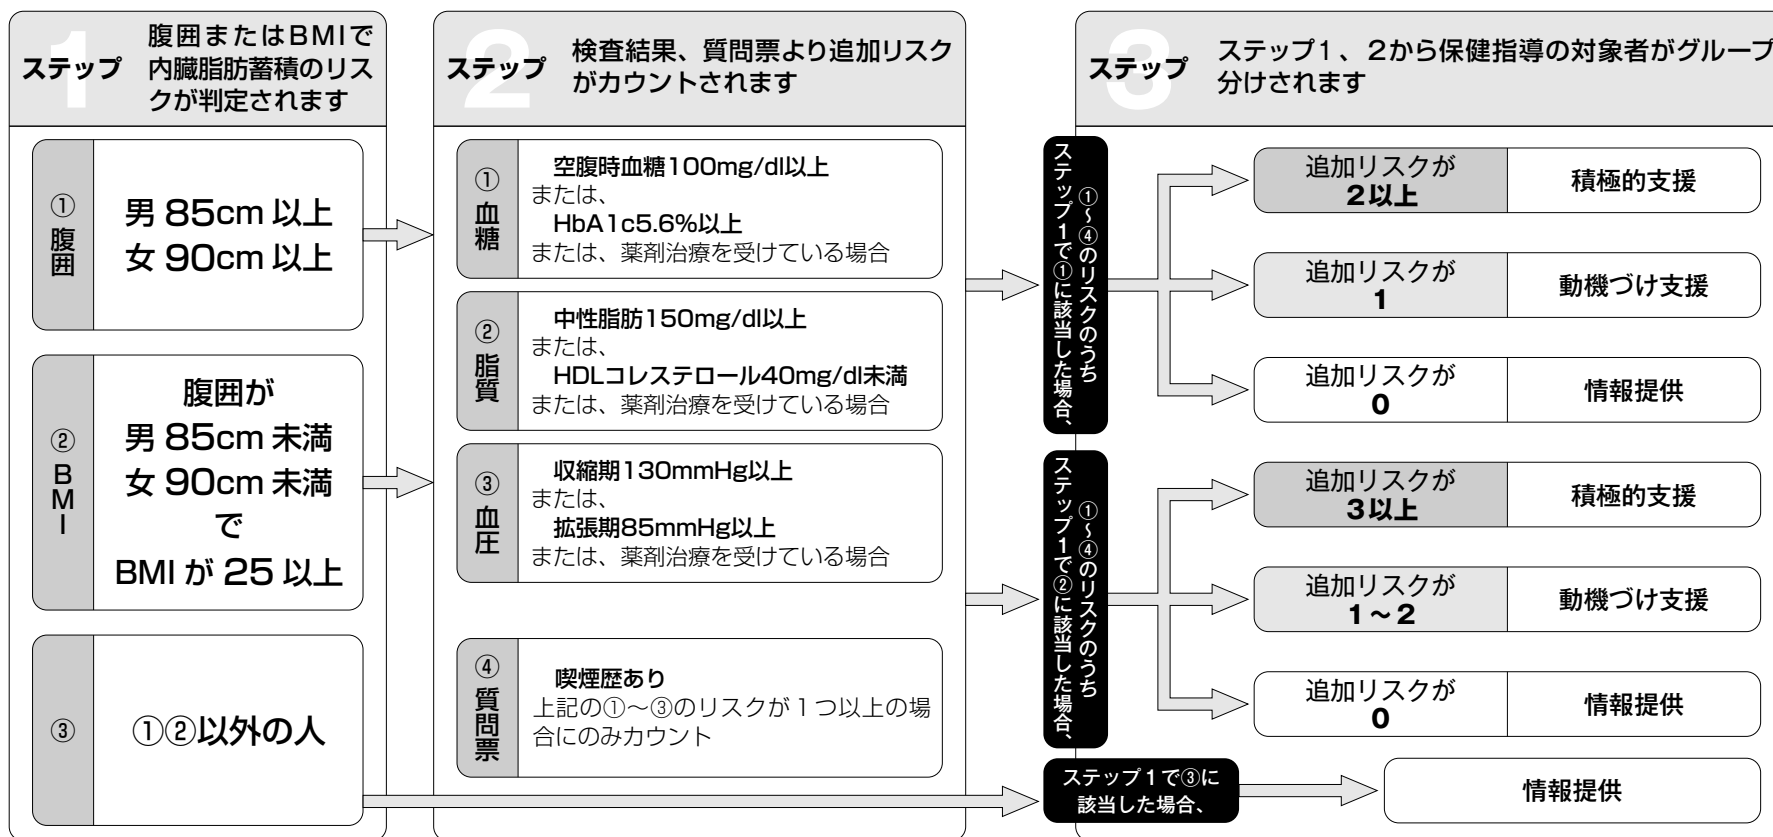 1
ステップ
腹囲またはBMIで
内臓脂肪蓄積のリス
クが判定されます
①腹囲
男 85cm 以上
女 90cm 以上
②BMI
腹囲が
男 85cm 未満
女 90cm 未満
で
BMI が 25 以上
③
①②以外の人
2
ステップ
検査結果、質問票より追加リスク
がカウントされます
①血糖
空腹時血糖100mg/dl以上
または、
HbA1c5.6%以上
または、薬剤治療を受けている場合
②脂質
中性脂肪150mg/dl以上
または、
HDLコレステロール40mg/dl未満
または、薬剤治療を受けている場合
③血圧
収縮期130mmHg以上
または、
拡張期85mmHg以上
または、薬剤治療を受けている場合
④質問票
喫煙歴あり
上記の①〜③のリスクが1つ以上の場
合にのみカウント
3
ステップ
ステップ1、2から保健指導の対象者がグループ
分けされます
ステップ1で①に該当した場合、
①〜④のリスクのうち
追加リスクが
2以上
積極的支援
追加リスクが
1
動機づけ支援
追加リスクが
0
情報提供
ステップ1で②に該当した場合、
①〜④のリスクのうち
追加リスクが
3以上
積極的支援
追加リスクが
1〜2
動機づけ支援
追加リスクが
0
情報提供
ステップ1で③に
該当した場合、
情報提供